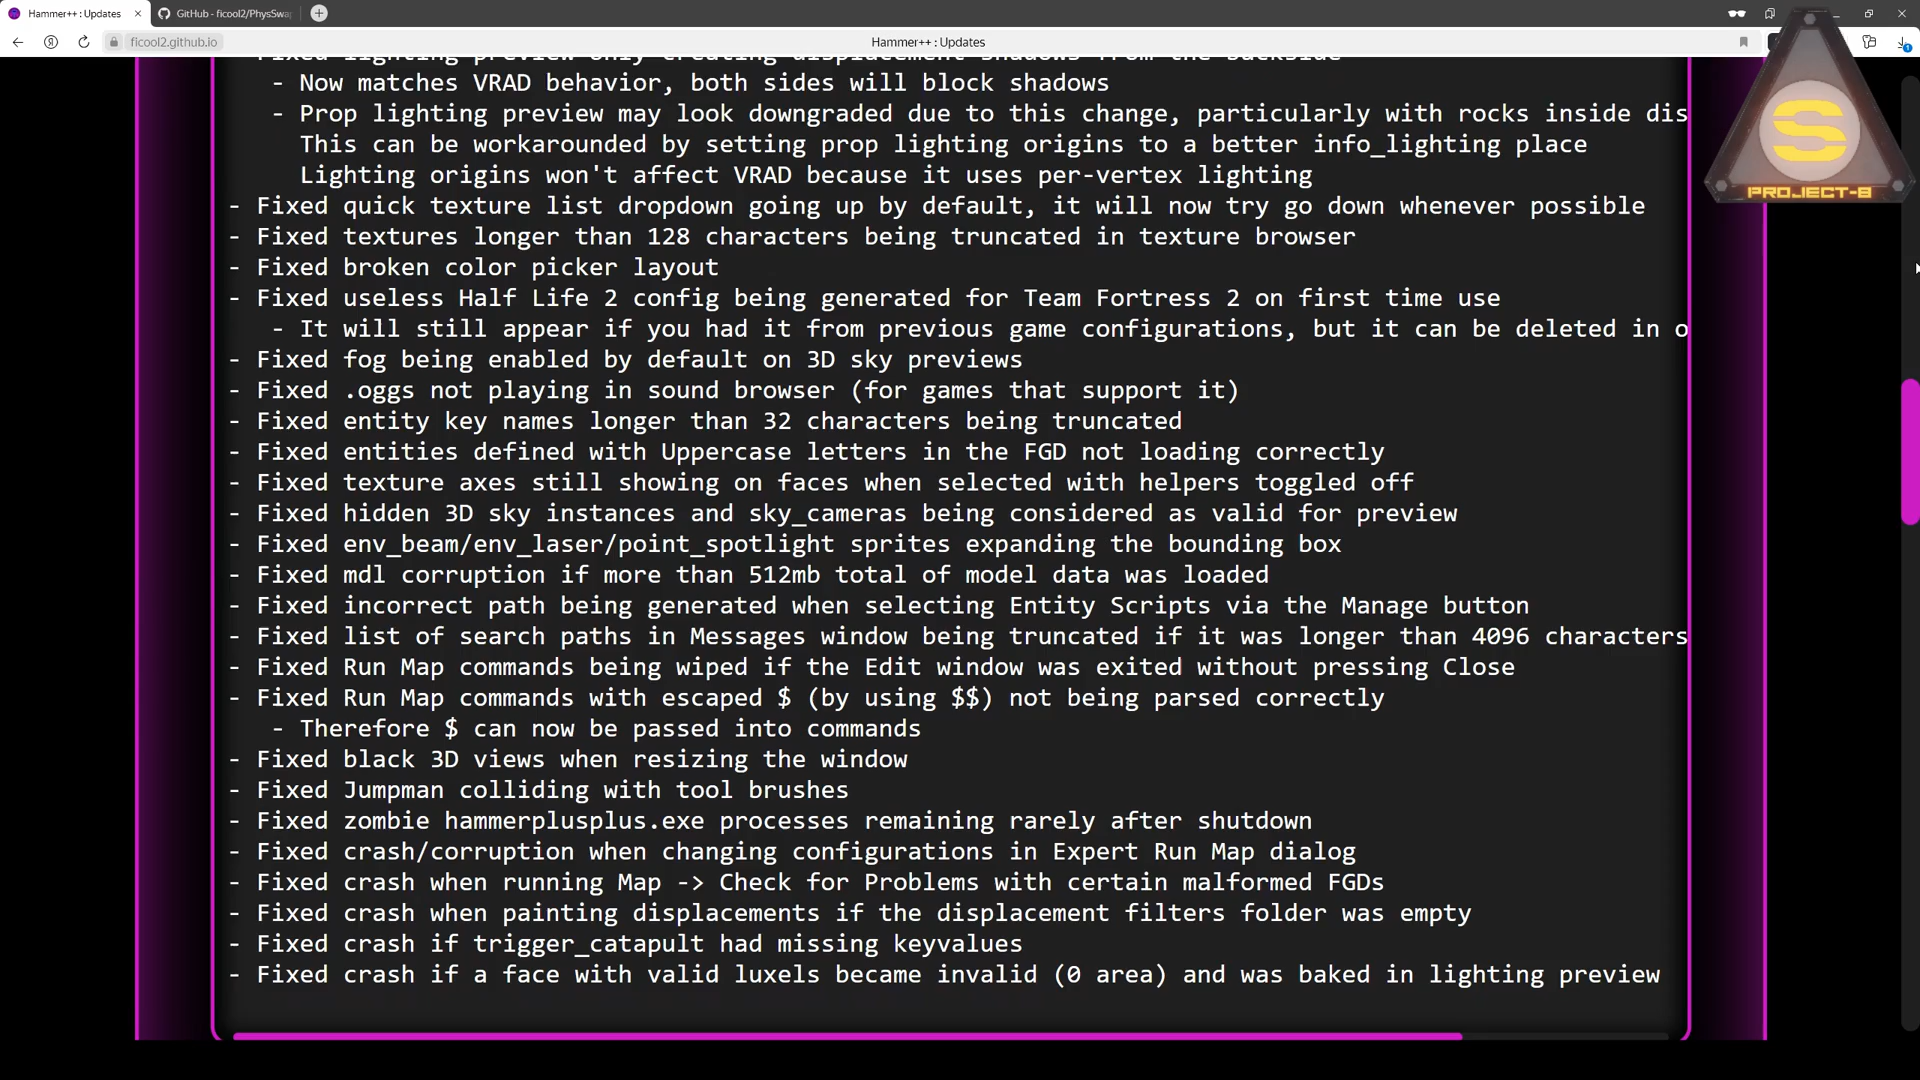 Hammer++ : Updates
GitHub - ficool2/PhysSwa
ficool2.github.io
Hammer++ : Updates
Fixed lighting preview only creating displacement shadows from the backside
- Now matches VRAD behavior, both sides will block shadows
- Prop lighting preview may look downgraded due to this change, particularly with rocks inside dis
This can be workarounded by setting prop lighting origins to a better info_lighting place
Lighting origins won't affect VRAD because it uses per-vertex lighting
- Fixed quick texture list dropdown going up by default, it will now try go down whenever possible
- Fixed textures longer than 128 characters being truncated in texture browser
- Fixed broken color picker layout
- Fixed useless Half Life 2 config being generated for Team Fortress 2 on first time use
- It will still appear if you had it from previous game configurations, but it can be deleted in o
- Fixed fog being enabled by default on 3D sky previews
- Fixed .oggs not playing in sound browser (for games that support it)
- Fixed entity key names longer than 32 characters being truncated
- Fixed entities defined with Uppercase letters in the FGD not loading correctly
- Fixed texture axes still showing on faces when selected with helpers toggled off
- Fixed hidden 3D sky instances and sky_cameras being considered as valid for preview
- Fixed env_beam/env_laser/point_spotlight sprites expanding the bounding box
- Fixed mdl corruption if more than 512mb total of model data was loaded
- Fixed incorrect path being generated when selecting Entity Scripts via the Manage button
- Fixed list of search paths in Messages window being truncated if it was longer than 4096 characters
- Fixed Run Map commands being wiped if the Edit window was exited without pressing Close
- Fixed Run Map commands with escaped $ (by using $$) not being parsed correctly
- Therefore $ can now be passed into commands
- Fixed black 3D views when resizing the window
- Fixed Jumpman colliding with tool brushes
- Fixed zombie hammerplusplus.exe processes remaining rarely after shutdown
- Fixed crash/corruption when changing configurations in Expert Run Map dialog
- Fixed crash when running Map -> Check for Problems with certain malformed FGDs
- Fixed crash when painting displacements if the displacement filters folder was empty
- Fixed crash if trigger_catapult had missing keyvalues
- Fixed crash if a face with valid luxels became invalid (0 area) and was baked in lighting preview
S
PROJECT-8